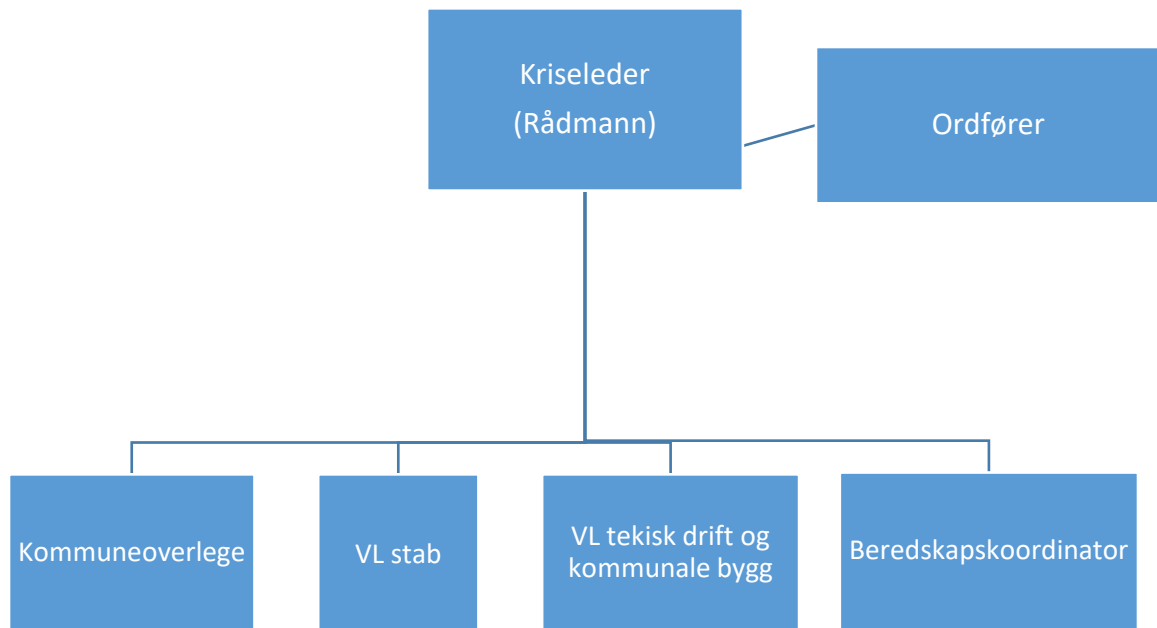 Kriseleder
(Rådmann)
Ordfører
Kommuneoverlege
VL stab
VL tekisk drift og
kommunale bygg
Beredskapskoordinator